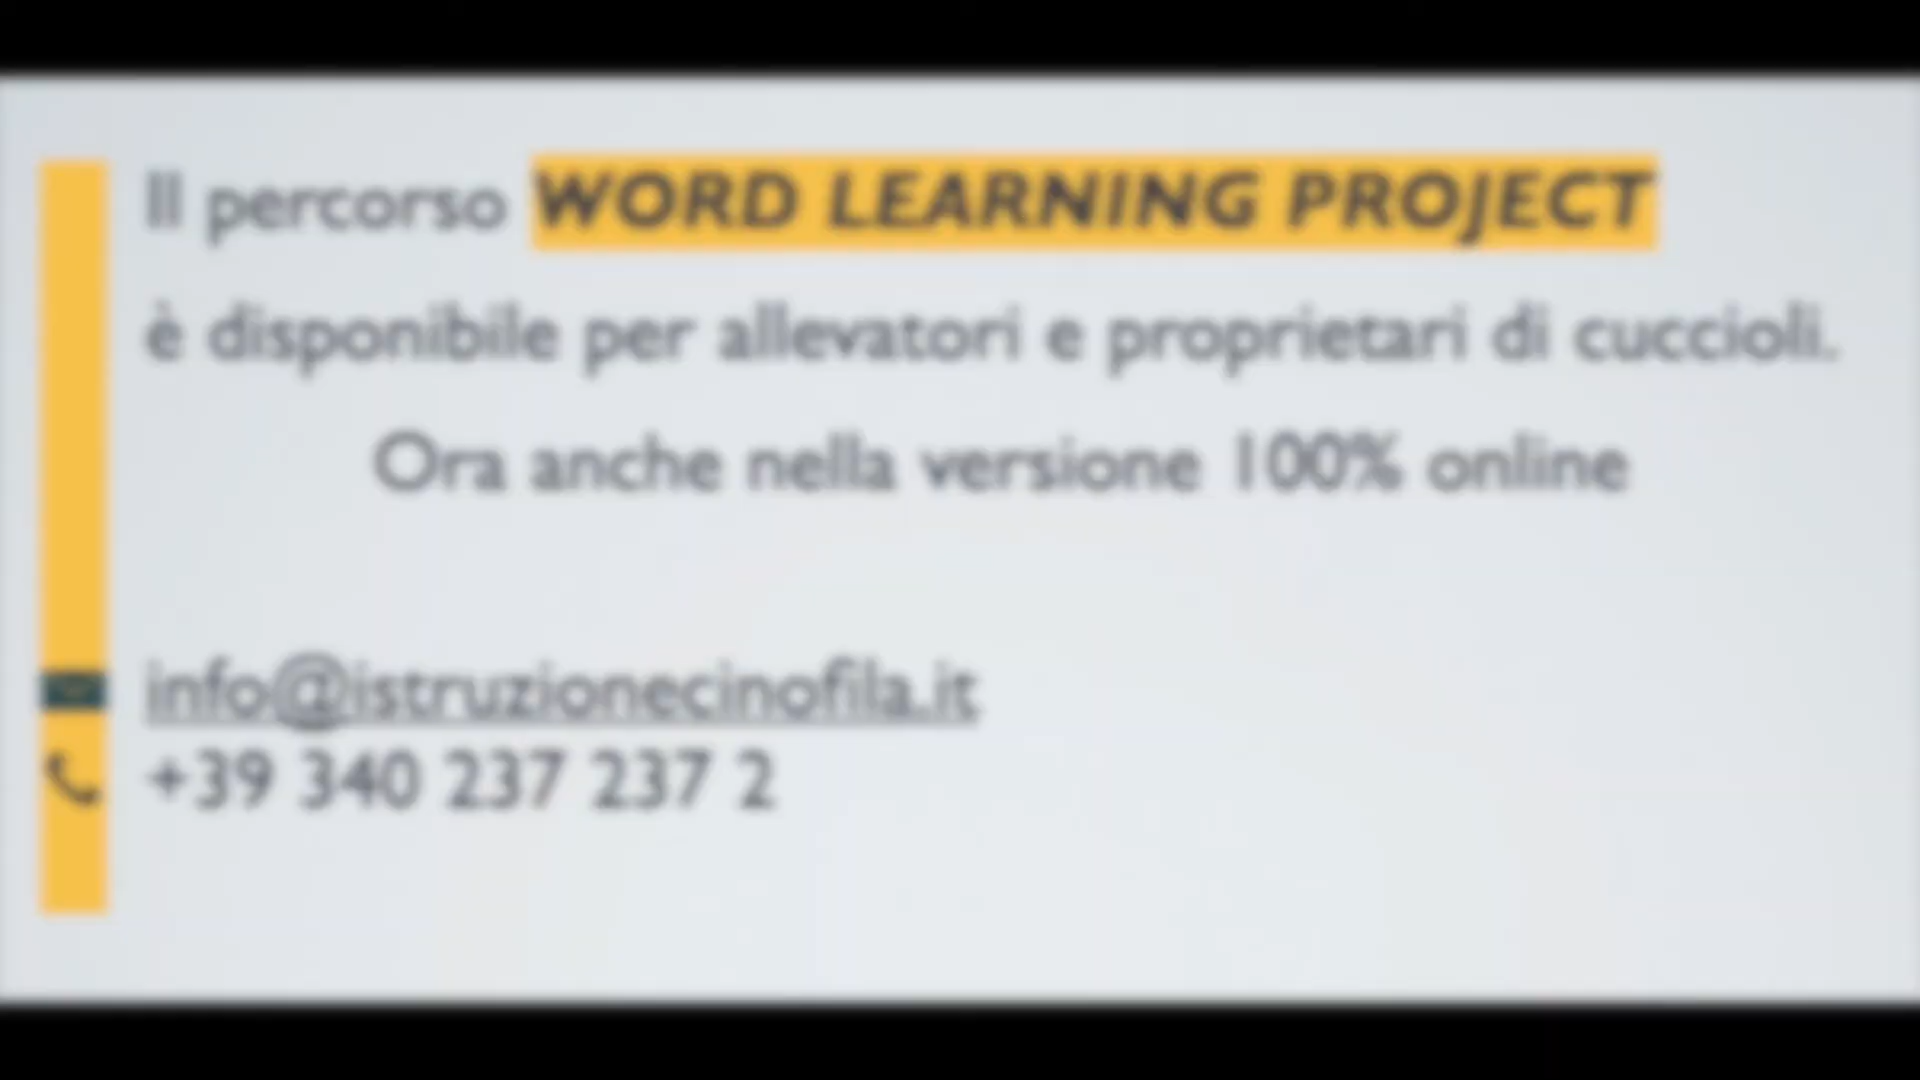 Il percorso WORD LEARNING PROJECT
è disponibile per allevatori e proprietari di cuccioli.
Ora anche nella versione 100% online
info@istruzionecinofila.it
+39 340 237 237 2